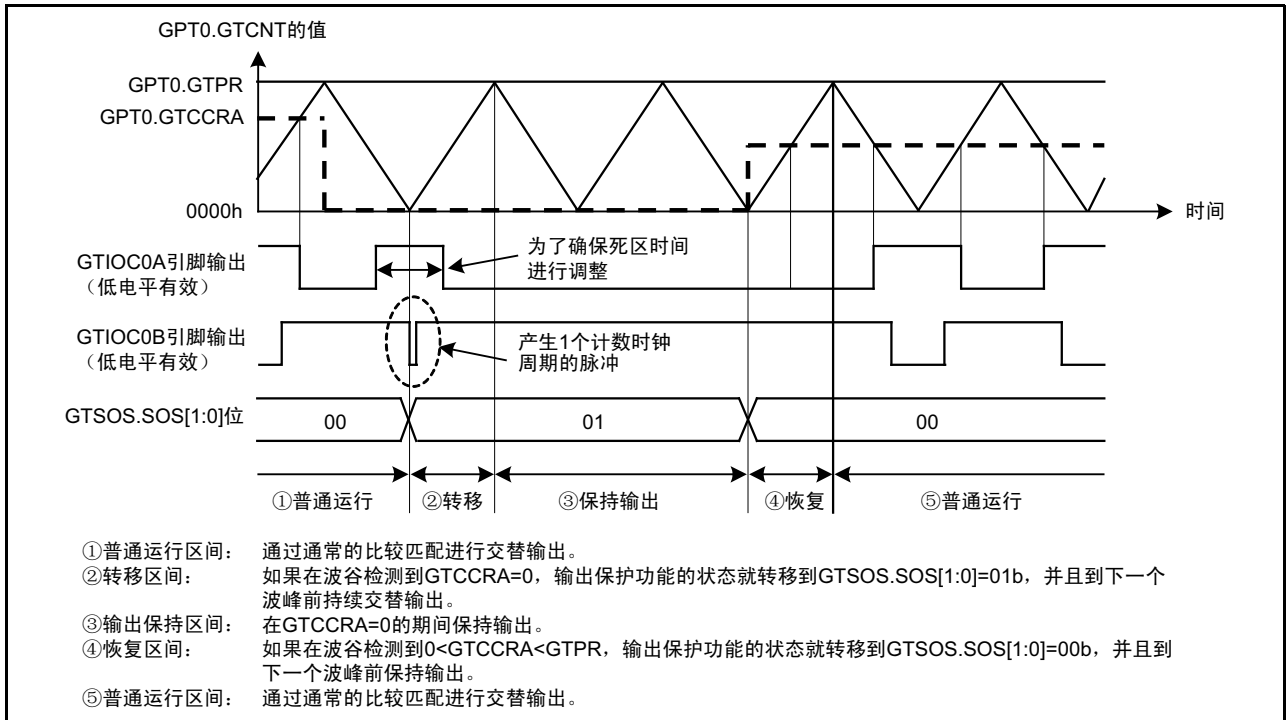 GPT0.GTCNT的值
GPT0.GTPR
GPT0.GTCCRA
0000h
时间
GTIOC0A引脚输出
（低电平有效）
为了确保死区时间
进行调整
GTIOC0B引脚输出
（低电平有效）
产生1个计数时钟
周期的脉冲
GTSOS.SOS[1:0]位
00
01
00
①普通运行
②转移
③保持输出
④恢复
⑤普通运行
①普通运行区间： 通过通常的比较匹配进行交替输出。
②转移区间： 如果在波谷检测到GTCCRA=0，输出保护功能的状态就转移到GTSOS.SOS[1:0]=01b，并且到下一个
波峰前持续交替输出。
③输出保持区间： 在GTCCRA=0的期间保持输出。
④恢复区间： 如果在波谷检测到0<GTCCRA<GTPR，输出保护功能的状态就转移到GTSOS.SOS[1:0]=00b，并且到
下一个波峰前保持输出。
⑤普通运行区间： 通过通常的比较匹配进行交替输出。